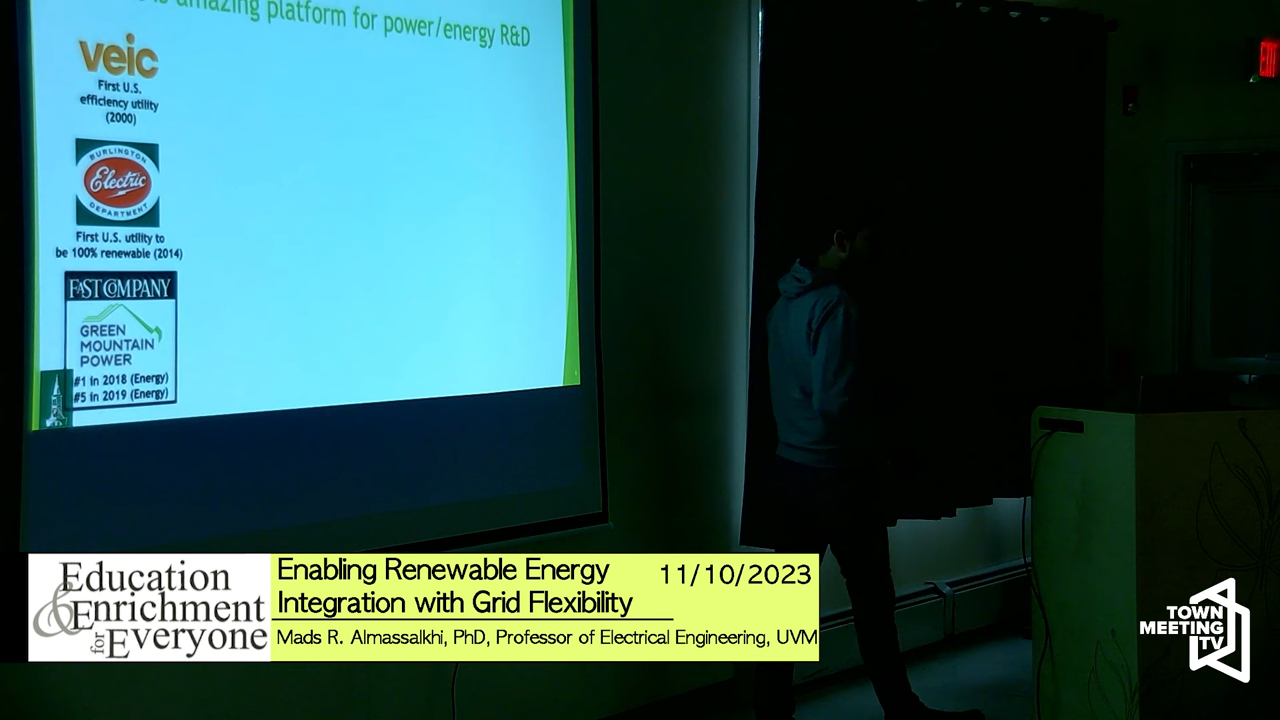 is amazing platform for power/energy R&D
veic
First U.S.
efficiency utility
(2000)
BURLINGTON
Electric
DEPARTMENT
First U.S. utility to
be 100% renewable (2014)
FAST COMPANY
GREEN
MOUNTAIN
POWER
#1 in 2018 (Energy)
#5 in 2019 (Energy)
Education
& Enrichment
for Everyone
Enabling Renewable Energy 11/10/2023
Integration with Grid Flexibility
Mads R. Almassalkhi, PhD, Professor of Electrical Engineering, UVM
TOWN
MEETING
TV